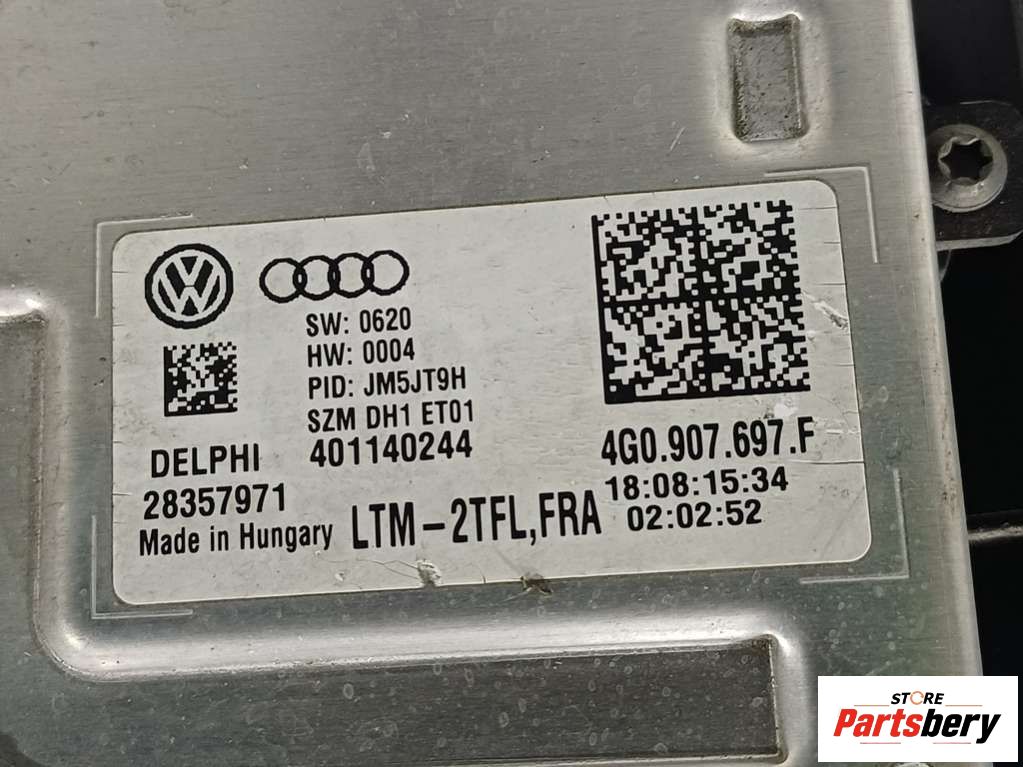 SW: 0620
HW: 0004
PID: JM5JT9H
SZM DH1 ET01
401140244
DELPHI
28357971
Made in Hungary
LTM-2TFL,FRA
4G0.907.697.F
18:08:15:34
02:02:52
STORE
Partsbery